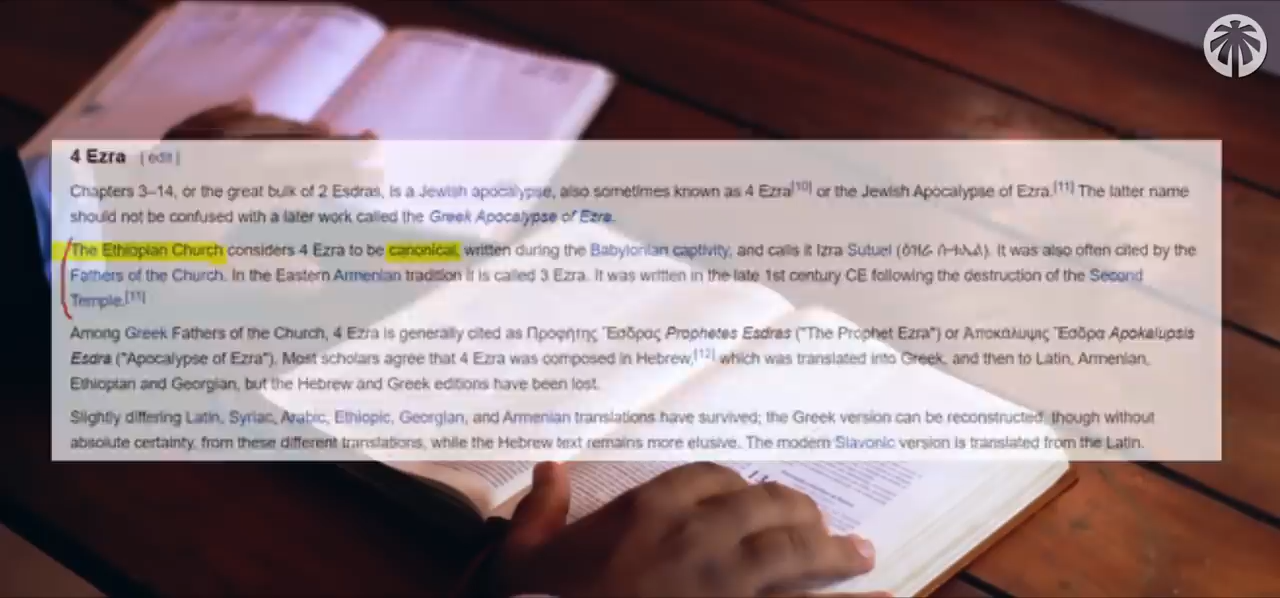 4 Ezra [edit]
Chapters 3–14, or the great bulk of 2 Esdras, is a Jewish apocalypse, also sometimes known as 4 Ezra[10] or the Jewish Apocalypse of Ezra.[11] The latter name
should not be confused with a later work called the Greek Apocalypse of Ezra.
The Ethiopian Church considers 4 Ezra to be canonical, written during the Babylonian captivity, and calls it Izra Sutuel (ዕዝራ ሱቱኤል). It was also often cited by the
Fathers of the Church. In the Eastern Armenian tradition it is called 3 Ezra. It was written in the late 1st century CE following the destruction of the Second
Temple.[11]
Among Greek Fathers of the Church, 4 Ezra is generally cited as Προφήτης Ἔσδρας Prophetes Esdras ("The Prophet Ezra") or Ἀποκάλυψις Ἔσδρα Apokalupsis
Esdra ("Apocalypse of Ezra"). Most scholars agree that 4 Ezra was composed in Hebrew,[12] which was translated into Greek, and then to Latin, Armenian,
Ethiopian and Georgian, but the Hebrew and Greek editions have been lost.
Slightly differing Latin, Syriac, Arabic, Ethiopic, Georgian, and Armenian translations have survived; the Greek version can be reconstructed, though without
absolute certainty, from these different translations, while the Hebrew text remains more elusive. The modern Slavonic version is translated from the Latin.